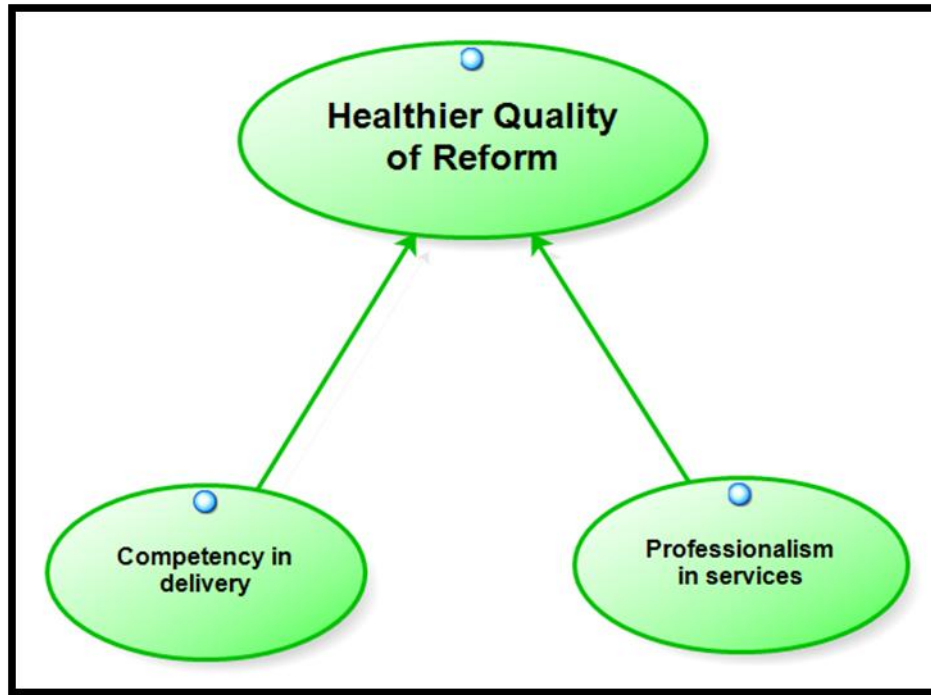 Healthier Quality
of Reform
Competency in
delivery
Professionalism
in services